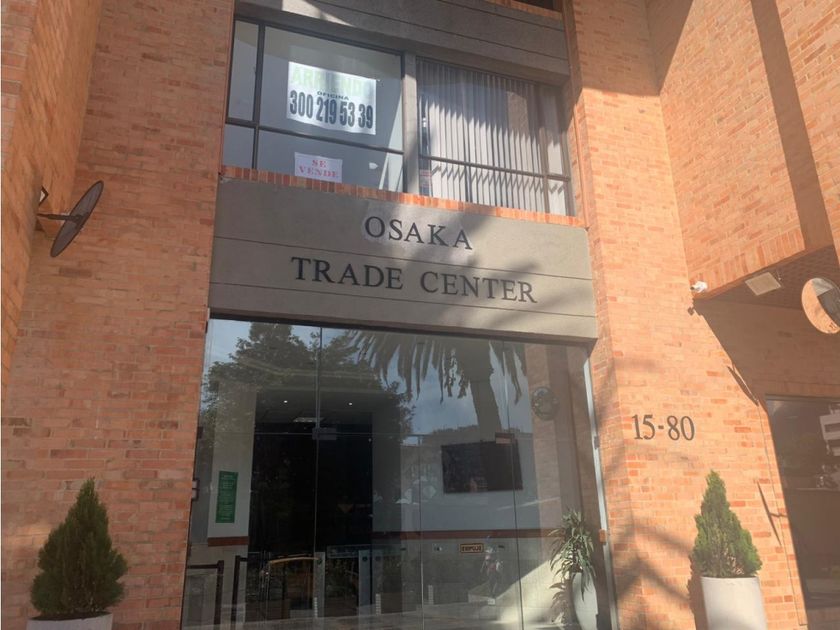 ARRIENDO
OFICINA
300 219 53 39
SE
VENDE
OSAKA
TRADE CENTER
15-80
EMPUJE